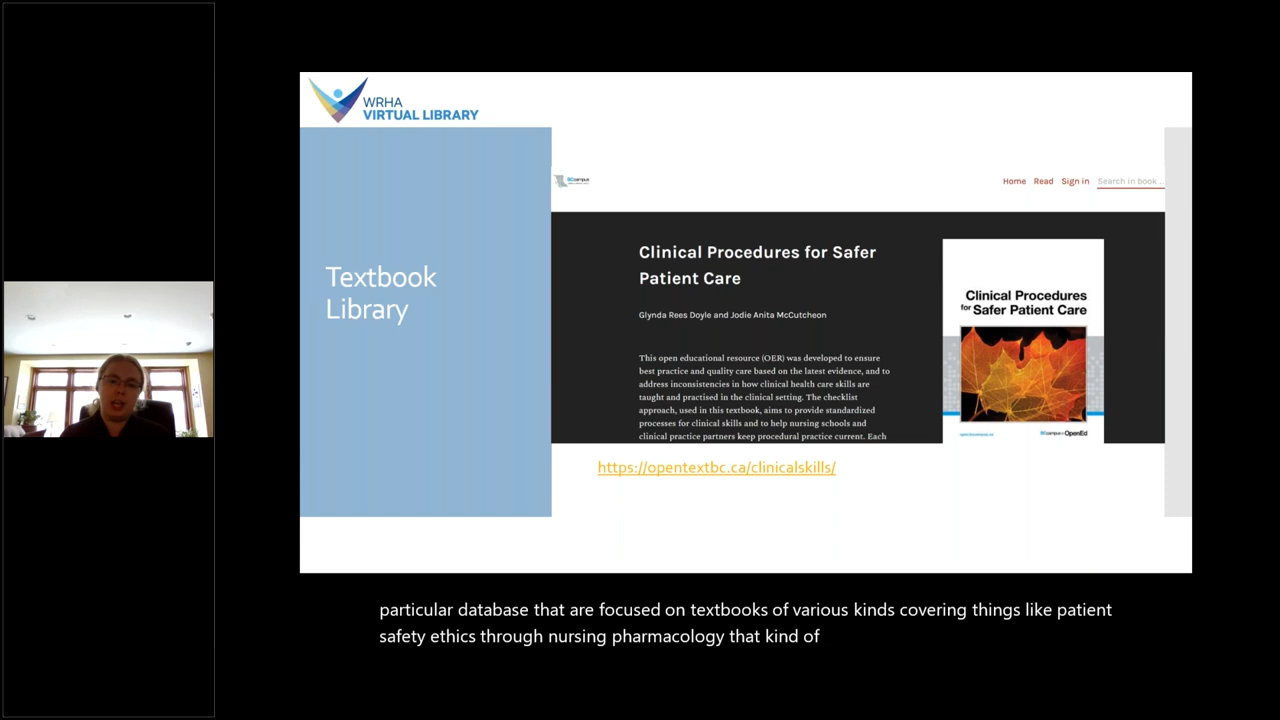 WRHA
VIRTUAL LIBRARY
Textbook
Library
BCcampus
Home Read Sign in Search in book ...
Clinical Procedures for Safer
Patient Care
Glynda Rees Doyle and Jodie Anita McCutcheon
This open educational resource (OER) was developed to ensure
best practice and quality care based on the latest evidence, and to
address inconsistencies in how clinical health care skills are
taught and practised in the clinical setting. The checklist
approach, used in this textbook, aims to provide standardized
processes for clinical skills and to help nursing schools and
clinical practice partners keep procedural practice current. Each
Clinical Procedures
for Safer Patient Care
BCcampus OpenEd
https://opentextbc.ca/clinicalskills/
particular database that are focused on textbooks of various kinds covering things like patient
safety ethics through nursing pharmacology that kind of